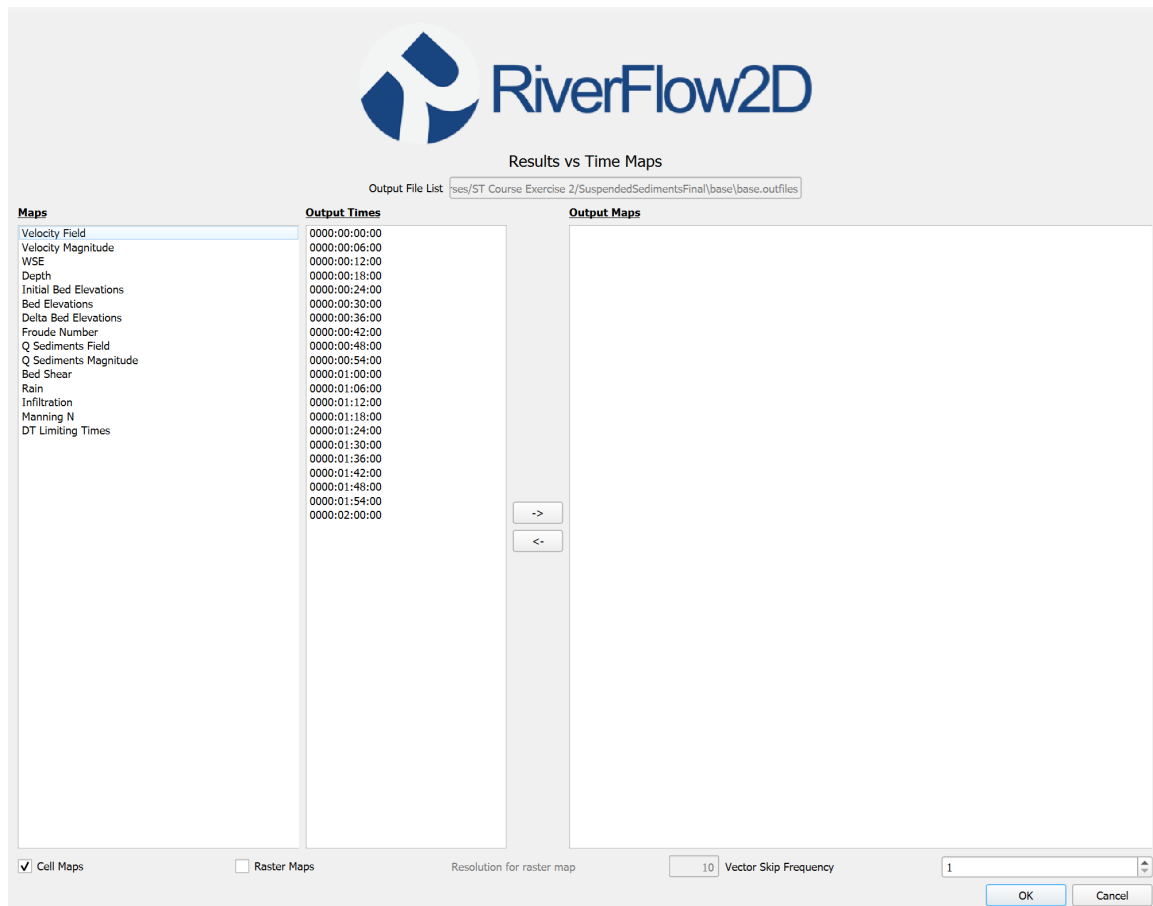 RiverFlow2D
Results vs Time Maps
Output File List rses/ST Course Exercise 2/SuspendedSedimentsFinal\base\base.outfiles
Maps
Velocity Field
Velocity Magnitude
WSE
Depth
Initial Bed Elevations
Bed Elevations
Delta Bed Elevations
Froude Number
Q Sediments Field
Q Sediments Magnitude
Bed Shear
Rain
Infiltration
Manning N
DT Limiting Times
Output Times
0000:00:00:00
0000:00:06:00
0000:00:12:00
0000:00:18:00
0000:00:24:00
0000:00:30:00
0000:00:36:00
0000:00:42:00
0000:00:48:00
0000:00:54:00
0000:01:00:00
0000:01:06:00
0000:01:12:00
0000:01:18:00
0000:01:24:00
0000:01:30:00
0000:01:36:00
0000:01:42:00
0000:01:48:00
0000:01:54:00
0000:02:00:00
->
<-
Output Maps
Cell Maps Raster Maps Resolution for raster map 10 Vector Skip Frequency 1
OK Cancel